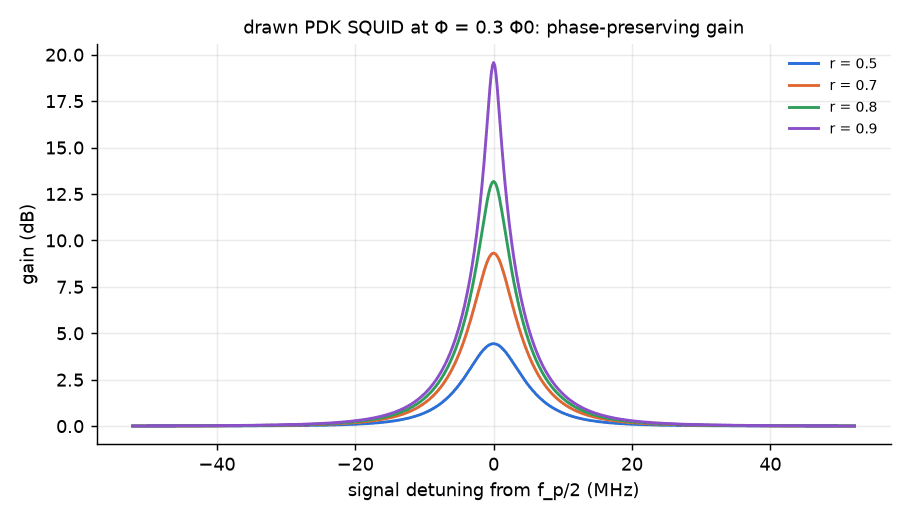 drawn PDK SQUID at Φ = 0.3 Φ0: phase-preserving gain
20.0
17.5
15.0
12.5
10.0
7.5
5.0
2.5
0.0
gain (dB)
r = 0.5
r = 0.7
r = 0.8
r = 0.9
−40
−20
0
20
40
signal detuning from f_p/2 (MHz)